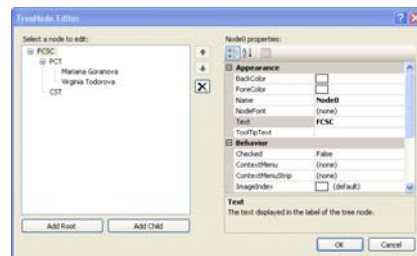 TreeNode Editor
Select a node to edit:
FCSC
PCT
Mariana Goranova
Virginia Todorova
CST
Add Root
Add Child
Node0 properties:
Appearance
BackColor
ForeColor
Name Node0
NodeFont (none)
Text FCSC
ToolTipText
Behavior
Checked False
ContextMenu (none)
ContextMenuStrip (none)
ImageIndex (default)
Text
The text displayed in the label of the tree node.
OK
Cancel